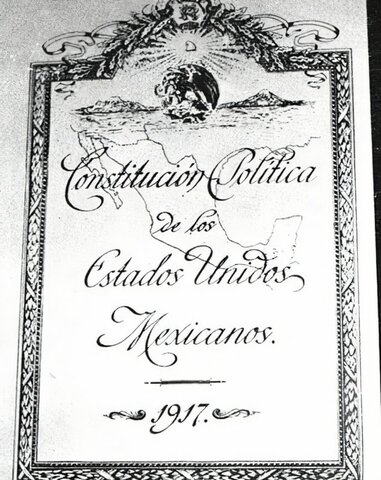 Constitución Política
de los
Estados Unidos
Mexicanos.
1917.